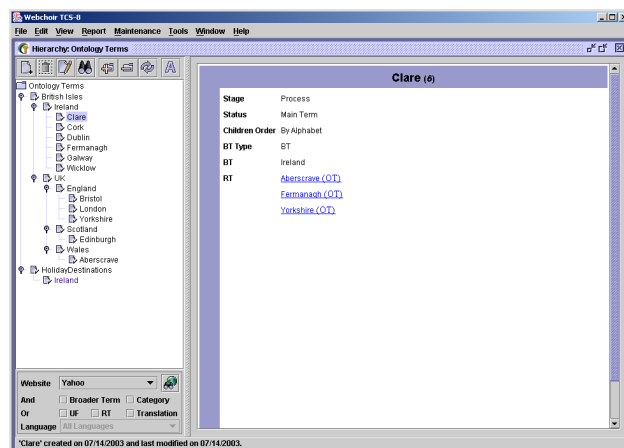 Webchoir TCS-8
File Edit View Report Maintenance Tools Window Help
Hierarchy: Ontology Terms
Ontology Terms
British Isles
Ireland
Clare
Cork
Dublin
Fermanagh
Galway
Wicklow
UK
England
Bristol
London
Yorkshire
Scotland
Edinburgh
Wales
Aberscrave
HolidayDestinations
Ireland
Website Yahoo
And Broader Term Category
Or UF RT Translation
Language All Languages
Clare (6)
Stage Process
Status Main Term
Children Order By Alphabet
BT Type BT
BT Ireland
RT Aberscrave (OT)
Fermanagh (OT)
Yorkshire (OT)
'Clare' created on 07/14/2003 and last modified on 07/14/2003.